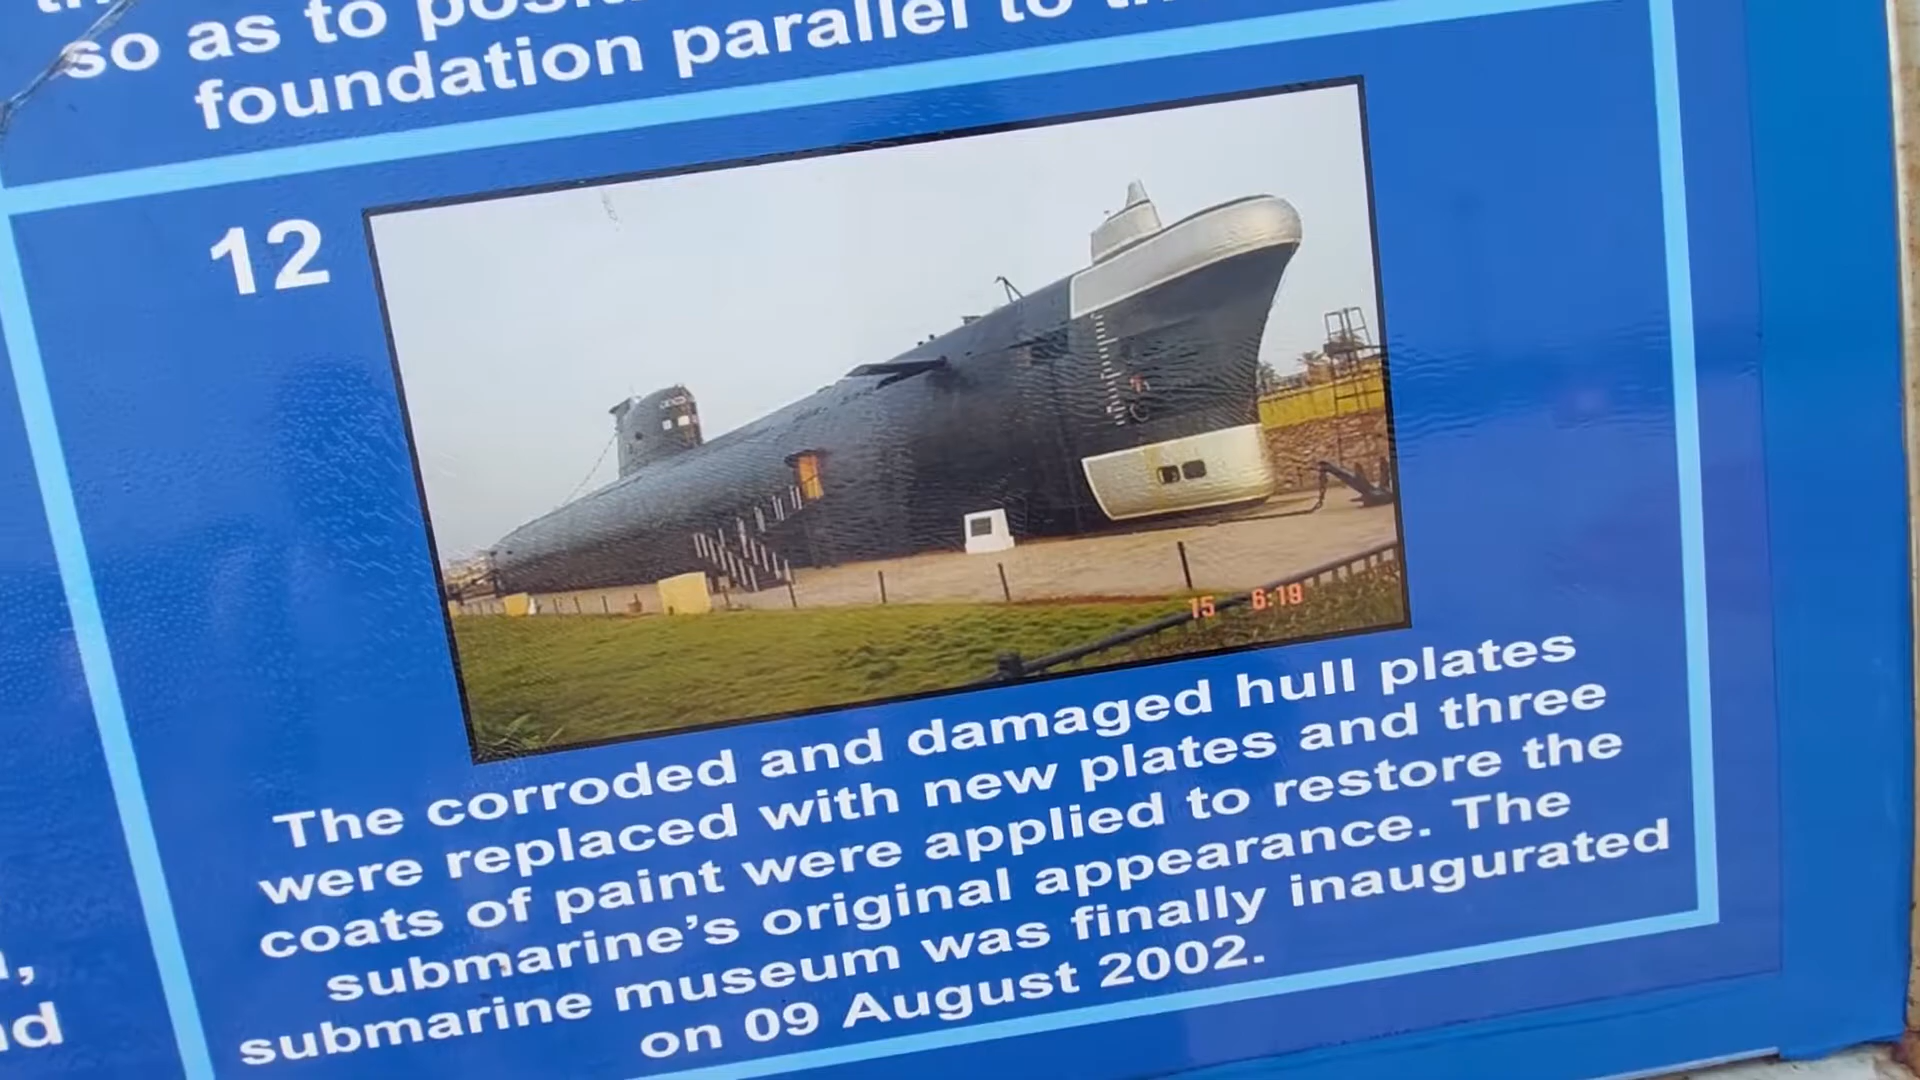 so as to
foundation parallel to
12
15 6:19
The corroded and damaged hull plates
were replaced with new plates and three
coats of paint were applied to restore the
submarine's original appearance. The
submarine museum was finally inaugurated
on 09 August 2002.